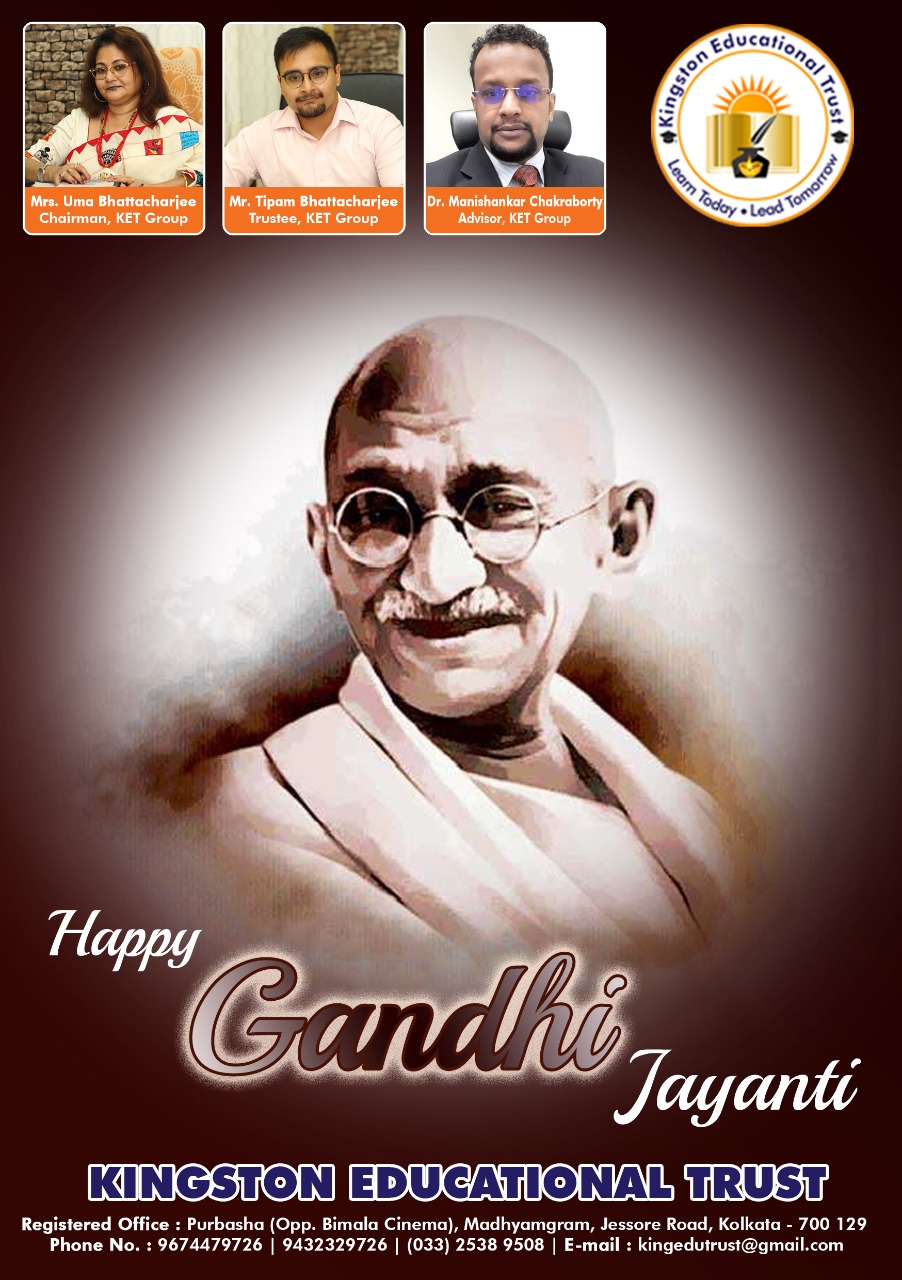 Mrs. Uma Bhattacharjee
Chairman, KET Group
Mr. Tipam Bhattacharjee
Trustee, KET Group
Dr. Manishankar Chakraborty
Advisor, KET Group
Kingston Educational Trust
Learn Today • Lead Tomorrow
Happy
Gandhi
Jayanti
KINGSTON EDUCATIONAL TRUST
Registered Office : Purbasha (Opp. Bimala Cinema), Madhyamgram, Jessore Road, Kolkata - 700 129
Phone No. : 9674479726 | 9432329726 | (033) 2538 9508 | E-mail : kingedutrust@gmail.com